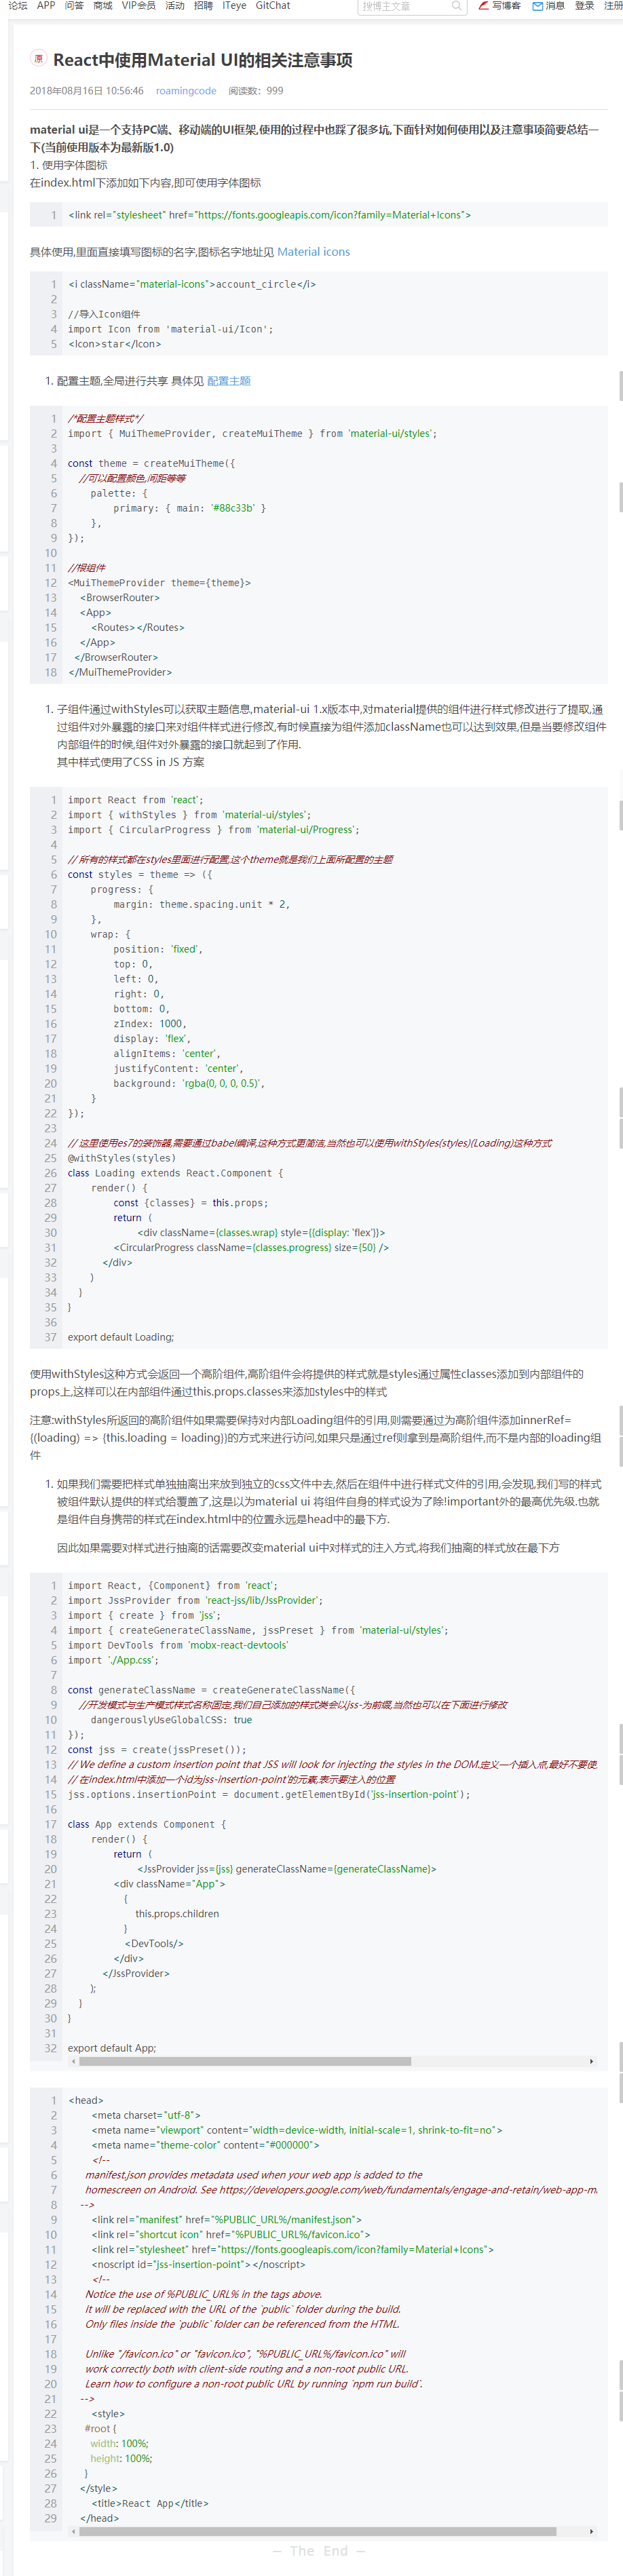 论坛 APP 问答 商城 VIP会员 活动 招聘 ITeye GitChat 搜博主文章 写博客 消息 登录 注册
原 React中使用Material UI的相关注意事项
2018年08月16日 10:56:46 roamingcode 阅读数：999
material ui是一个支持PC端、移动端的UI框架,使用的过程中也踩了很多坑,下面针对如何使用以及注意事项简要总结一
下(当前使用版本为最新版1.0)
1. 使用字体图标
在index.html下添加如下内容,即可使用字体图标
1 <link rel="stylesheet" href="https://fonts.googleapis.com/icon?family=Material+Icons">
具体使用,里面直接填写图标的名字,图标名字地址见 Material icons
1 <i className="material-icons">account_circle</i>
2
3 //导入Icon组件
4 import Icon from 'material-ui/Icon';
5 <Icon>star</Icon>
1. 配置主题,全局进行共享 具体见 配置主题
1 /*配置主题样式*/
2 import { MuiThemeProvider, createMuiTheme } from 'material-ui/styles';
3
4 const theme = createMuiTheme({
5 //可以配置颜色,间距等等
6 palette: {
7 primary: { main: '#88c33b' }
8 },
9 });
10
11 //根组件
12 <MuiThemeProvider theme={theme}>
13 <BrowserRouter>
14 <App>
15 <Routes></Routes>
16 </App>
17 </BrowserRouter>
18 </MuiThemeProvider>
1. 子组件通过withStyles可以获取主题信息,material-ui 1.x版本中,对material提供的组件进行样式修改进行了提取,通
过组件对外暴露的接口来对组件样式进行修改,有时候直接为组件添加className也可以达到效果,但是当要修改组件
内部组件的时候,组件对外暴露的接口就起到了作用.
其中样式使用了CSS in JS 方案
1 import React from 'react';
2 import { withStyles } from 'material-ui/styles';
3 import { CircularProgress } from 'material-ui/Progress';
4
5 // 所有的样式都在styles里面进行配置,这个theme就是我们上面所配置的主题
6 const styles = theme => ({
7 progress: {
8 margin: theme.spacing.unit * 2,
9 },
10 wrap: {
11 position: 'fixed',
12 top: 0,
13 left: 0,
14 right: 0,
15 bottom: 0,
16 zIndex: 1000,
17 display: 'flex',
18 alignItems: 'center',
19 justifyContent: 'center',
20 background: 'rgba(0, 0, 0, 0.5)',
21 }
22 });
23
24 // 这里使用es7的装饰器,需要通过babel编译,这种方式更简洁,当然也可以使用withStyles(styles)(Loading)这种方式
25 @withStyles(styles)
26 class Loading extends React.Component {
27 render() {
28 const {classes} = this.props;
29 return (
30 <div className={classes.wrap} style={{display: 'flex'}}>
31 <CircularProgress className={classes.progress} size={50} />
32 </div>
33 )
34 }
35 }
36
37 export default Loading;
使用withStyles这种方式会返回一个高阶组件,高阶组件会将提供的样式就是styles通过属性classes添加到内部组件的
props上,这样可以在内部组件通过this.props.classes来添加styles中的样式
注意:withStyles所返回的高阶组件如果需要保持对内部Loading组件的引用,则需要通过为高阶组件添加innerRef=
{(loading) => {this.loading = loading}}的方式来进行访问,如果只是通过ref则拿到是高阶组件,而不是内部的loading组
件
1. 如果我们需要把样式单独抽离出来放到独立的css文件中去,然后在组件中进行样式文件的引用,会发现,我们写的样式
被组件默认提供的样式给覆盖了,这是以为material ui 将组件自身的样式设为了除!important外的最高优先级.也就
是组件自身携带的样式在index.html中的位置永远是head中的最下方.
因此如果需要对样式进行抽离的话需要改变material ui中对样式的注入方式,将我们抽离的样式放在最下方
1 import React, {Component} from 'react';
2 import JssProvider from 'react-jss/lib/JssProvider';
3 import { create } from 'jss';
4 import { createGenerateClassName, jssPreset } from 'material-ui/styles';
5 import DevTools from 'mobx-react-devtools'
6 import './App.css';
7
8 const generateClassName = createGenerateClassName({
9 //开发模式与生产模式样式名称固定,我们自己添加的样式类会以jss-为前缀,当然也可以在下面进行修改
10 dangerouslyUseGlobalCSS: true
11 });
12 const jss = create(jssPreset());
13 // We define a custom insertion point that JSS will look for injecting the styles in the DOM.定义一个插入点,最好不要使
14 // 在index.html中添加一个id为jss-insertion-point'的元素,表示要注入的位置
15 jss.options.insertionPoint = document.getElementById('jss-insertion-point');
16
17 class App extends Component {
18 render() {
19 return (
20 <JssProvider jss={jss} generateClassName={generateClassName}>
21 <div className="App">
22 {
23 this.props.children
24 }
25 <DevTools/>
26 </div>
27 </JssProvider>
28 );
29 }
30 }
31
32 export default App;
1 <head>
2 <meta charset="utf-8">
3 <meta name="viewport" content="width=device-width, initial-scale=1, shrink-to-fit=no">
4 <meta name="theme-color" content="#000000">
5 <!--
6 manifest.json provides metadata used when your web app is added to the
7 homescreen on Android. See https://developers.google.com/web/fundamentals/engage-and-retain/web-app-m
8 -->
9 <link rel="manifest" href="%PUBLIC_URL%/manifest.json">
10 <link rel="shortcut icon" href="%PUBLIC_URL%/favicon.ico">
11 <link rel="stylesheet" href="https://fonts.googleapis.com/icon?family=Material+Icons">
12 <noscript id="jss-insertion-point"></noscript>
13 <!--
14 Notice the use of %PUBLIC_URL% in the tags above.
15 It will be replaced with the URL of the `public` folder during the build.
16 Only files inside the `public` folder can be referenced from the HTML.
17
18 Unlike "/favicon.ico" or "favicon.ico", "%PUBLIC_URL%/favicon.ico" will
19 work correctly both with client-side routing and a non-root public URL.
20 Learn how to configure a non-root public URL by running `npm run build`.
21 -->
22 <style>
23 #root {
24 width: 100%;
25 height: 100%;
26 }
27 </style>
28 <title>React App</title>
29 </head>
— The End —